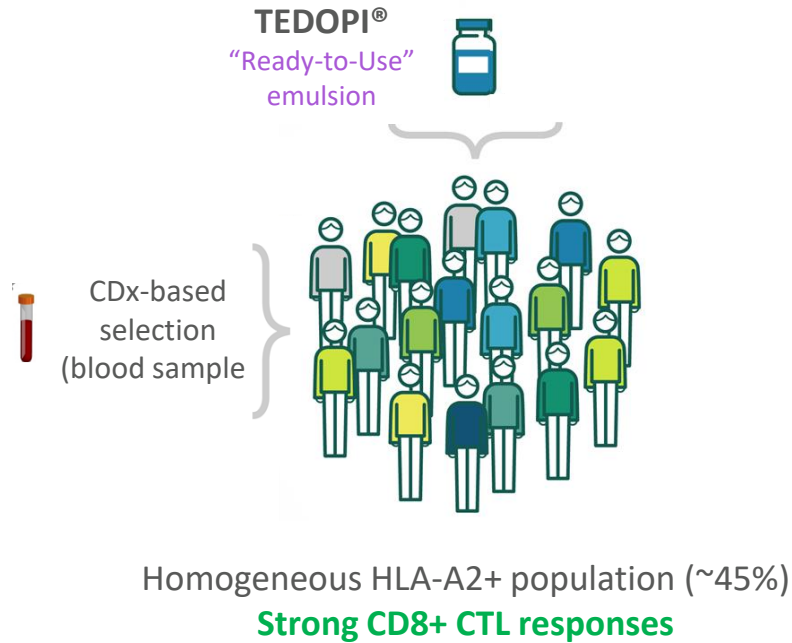 TEDOPI®
“Ready-to-Use”
emulsion
CDx-based
selection
(blood sample
Homogeneous HLA-A2+ population (~45%)
Strong CD8+ CTL responses